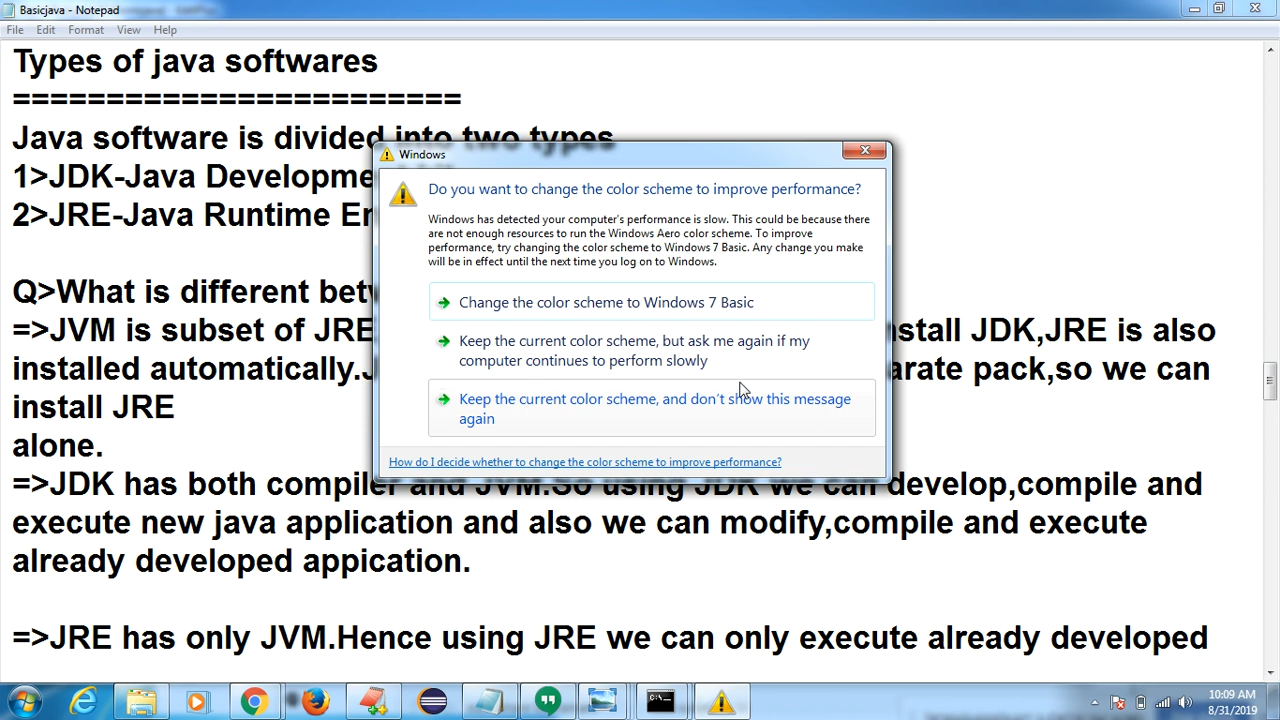 Basicjava - Notepad
File Edit Format View Help
Types of java softwares
========================
Java software is divided into two types
1>JDK-Java Developme
2>JRE-Java Runtime En
Windows
Do you want to change the color scheme to improve performance?
Windows has detected your computer's performance is slow. This could be because there
are not enough resources to run the Windows Aero color scheme. To improve
performance, try changing the color scheme to Windows 7 Basic. Any change you make
will be in effect until the next time you log on to Windows.
Change the color scheme to Windows 7 Basic
Keep the current color scheme, but ask me again if my
computer continues to perform slowly
Keep the current color scheme, and don't show this message
again
How do I decide whether to change the color scheme to improve performance?
Q>What is different bet
=>JVM is subset of JRE nstall JDK,JRE is also
installed automatically. arate pack,so we can
install JRE
alone.
=>JDK has both compiler and JVM.So using JDK we can develop,compile and
execute new java application and also we can modify,compile and execute
already developed appication.
=>JRE has only JVM.Hence using JRE we can only execute already developed
10:09 AM
8/31/2019